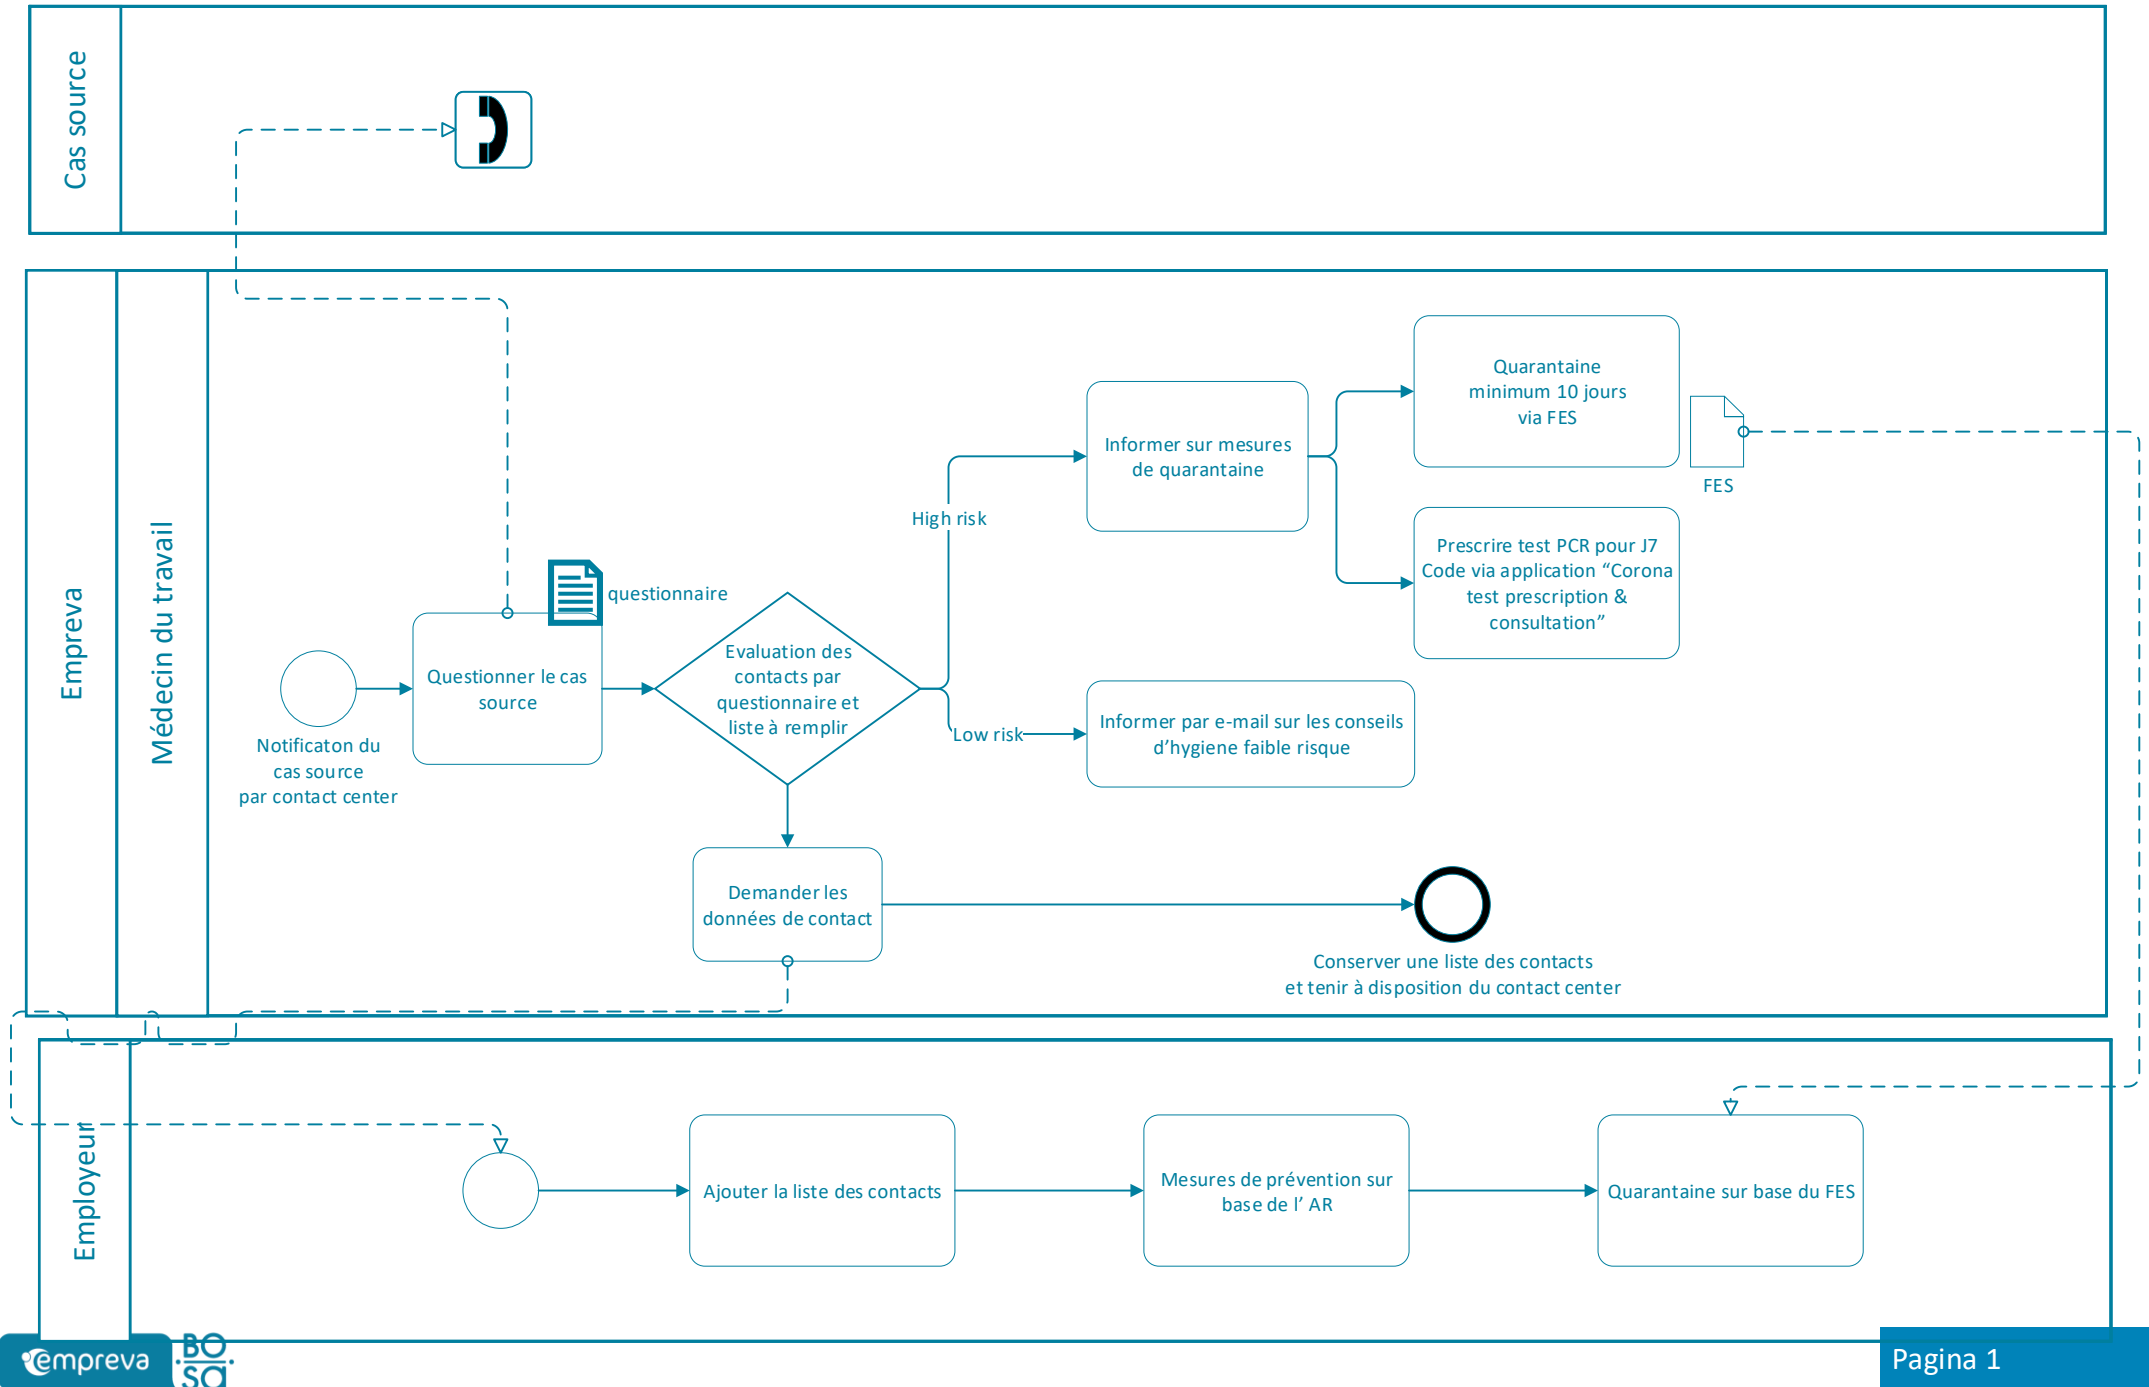 Cas source
Empreva
Médecin du travail
Quarantaine
minimum 10 jours
via FES
Informer sur mesures
de quarantaine
FES
High risk
Prescrire test PCR pour J7
Code via application “Corona
test prescription &
consultation”
questionnaire
Evaluation des
contacts par
questionnaire et
liste à remplir
Questionner le cas
source
Notificaton du
cas source
par contact center
Low risk
Informer par e-mail sur les conseils
d’hygiene faible risque
Demander les
données de contact
Conserver une liste des contacts
et tenir à disposition du contact center
Employeur
Ajouter la liste des contacts
Mesures de prévention sur
base de l’ AR
Quarantaine sur base du FES
empreva
BO
sa
Pagina 1